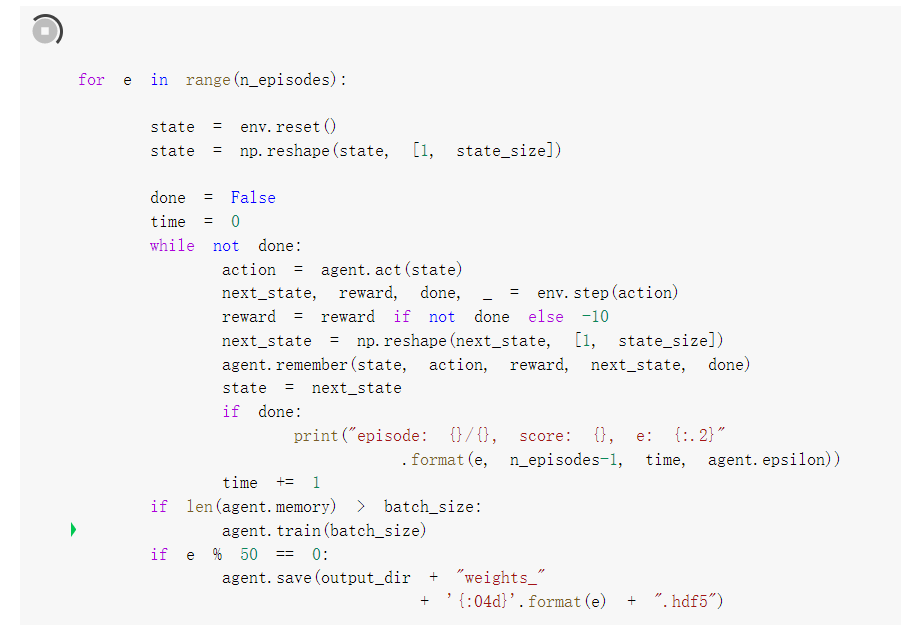 for e in range(n_episodes):
state = env.reset()
state = np.reshape(state, [1, state_size])
done = False
time = 0
while not done:
action = agent.act(state)
next_state, reward, done, _ = env.step(action)
reward = reward if not done else -10
next_state = np.reshape(next_state, [1, state_size])
agent.remember(state, action, reward, next_state, done)
state = next_state
if done:
print("episode: {}/{}, score: {}, e: {:.2}"
.format(e, n_episodes-1, time, agent.epsilon))
time += 1
if len(agent.memory) > batch_size:
agent.train(batch_size)
if e % 50 == 0:
agent.save(output_dir + "weights_"
+ '{:04d}'.format(e) + ".hdf5")